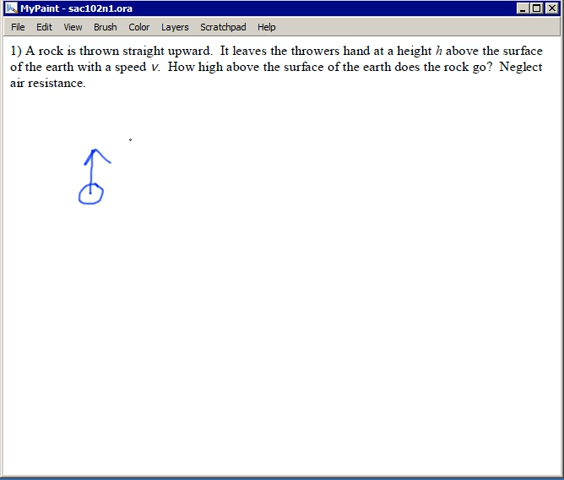 MyPaint - sac102n1.ora
File Edit View Brush Color Layers Scratchpad Help
1) A rock is thrown straight upward. It leaves the throwers hand at a height h above the surface
of the earth with a speed v. How high above the surface of the earth does the rock go? Neglect
air resistance.